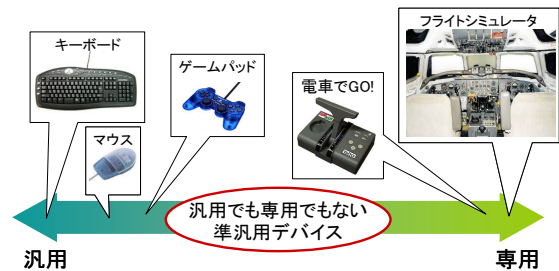 フライトシミュレータ
キーボード
ゲームパッド
電車でGO!
マウス
汎用でも専用でもない
準汎用デバイス
汎用
専用